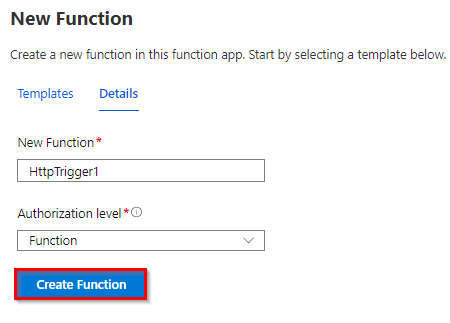 New Function
Create a new function in this function app. Start by selecting a template below.
Templates Details
New Function*
HttpTrigger1
Authorization level*
Function
Create Function